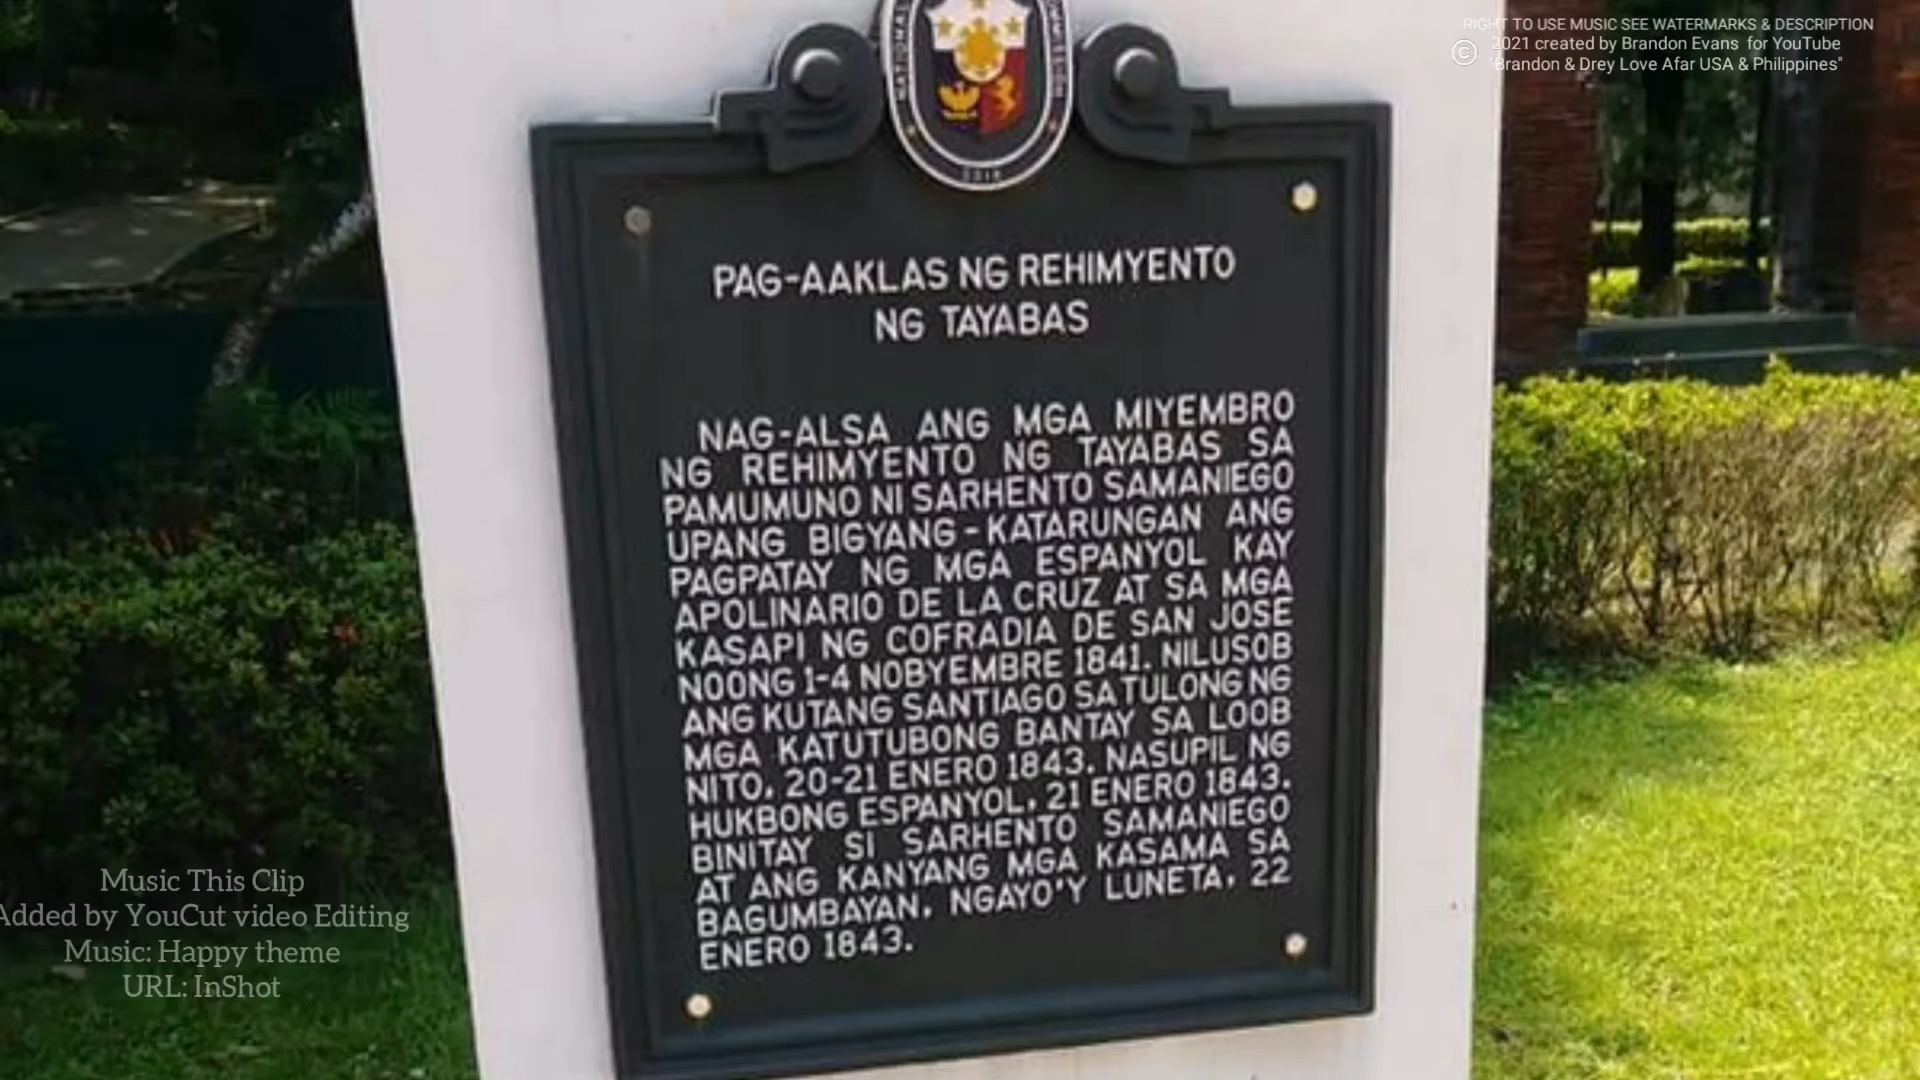 RIGHT TO USE MUSIC SEE WATERMARKS & DESCRIPTION
© 2021 created by Brandon Evans for YouTube
"Brandon & Drey Love Afar USA & Philippines"
NATIONAL
PAG-AAKLAS NG REHIMYENTO
NG TAYABAS
NAG-ALSA ANG MGA MIYEMBRO
NG REHIMYENTO NG TAYABAS SA
PAMUMUNO NI SARHENTO SAMANIEGO
UPANG BIGYANG-KATARUNGAN ANG
PAGPATAY NG MGA ESPANYOL KAY
APOLINARIO DE LA CRUZ AT SA MGA
KASAPI NG COFRADIA DE SAN JOSE
NOONG 1-4 NOBYEMBRE 1841. NILUSOB
ANG KUTANG SANTIAGO SA TULONG NG
MGA KATUTUBONG BANTAY SA LOOB
NITO, 20-21 ENERO 1843. NASUPIL NG
HUKBONG ESPANYOL, 21 ENERO 1843.
BINITAY SI SARHENTO SAMANIEGO
AT ANG KANYANG MGA KASAMA SA
BAGUMBAYAN, NGAYO'Y LUNETA, 22
ENERO 1843.
Music This Clip
Added by YouCut video Editing
Music: Happy theme
URL: InShot